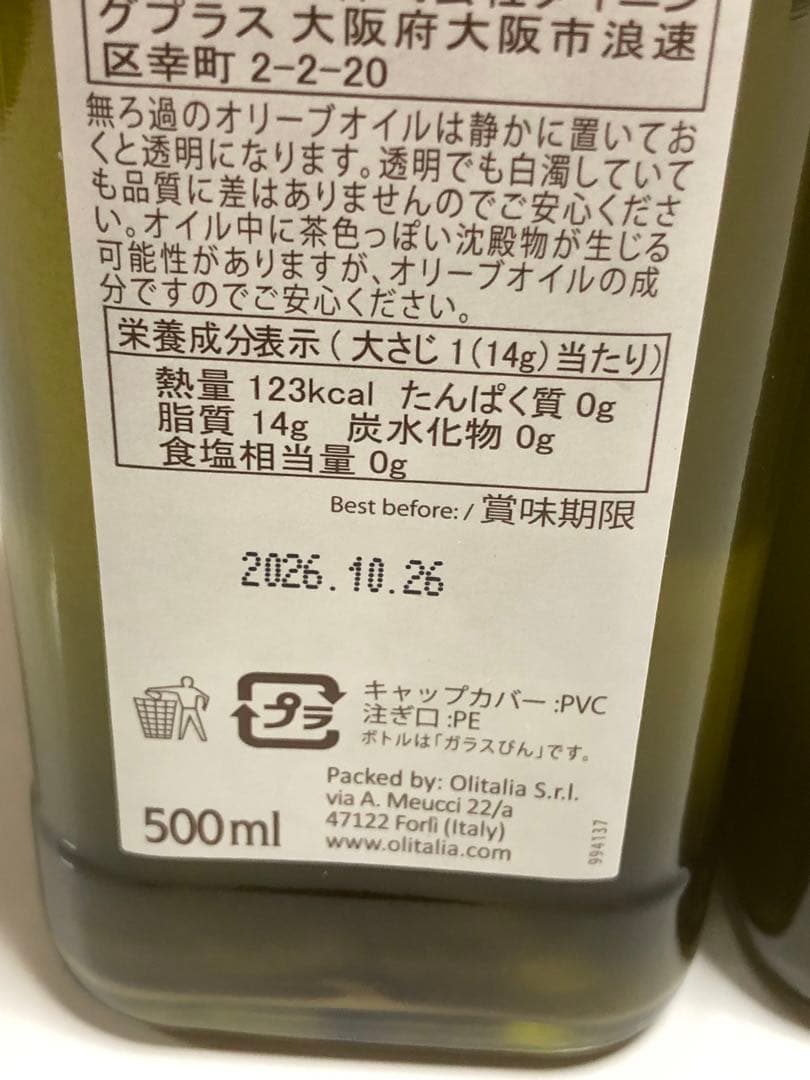 グプラス 大阪府大阪市浪速
区幸町 2-2-20
無ろ過のオリーブオイルは静かに置いてお
くと透明になります。透明でも白濁していて
も品質に差はありませんのでご安心くださ
い。オイル中に茶色っぽい沈殿物が生じる
可能性がありますが、オリーブオイルの成
分ですのでご安心ください。
栄養成分表示 ( 大さじ 1 (14g) 当たり)
熱量 123kcal たんぱく質 0g
脂質 14g 炭水化物 0g
食塩相当量 0g
Best before: / 賞味期限
2026.10.26
プラ
キャップカバー :PVC
注ぎ口 :PE
ボトルは「ガラスびん」です。
500ml
Packed by: Olitalia S.r.l.
via A. Meucci 22/a
47122 Forlì (Italy)
www.olitalia.com
994137